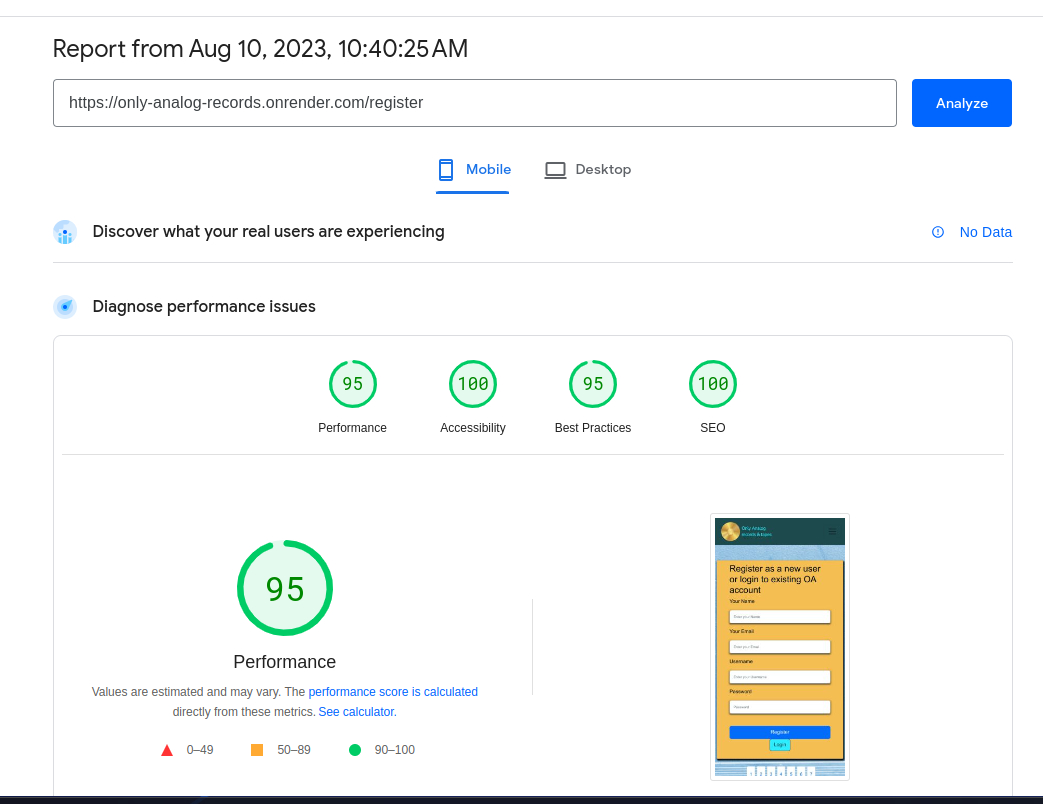 Report from Aug 10, 2023, 10:40:25 AM
https://only-analog-records.onrender.com/register
Analyze
Mobile
Desktop
Discover what your real users are experiencing
No Data
Diagnose performance issues
95
100
95
100
Performance
Accessibility
Best Practices
SEO
95
Performance
Values are estimated and may vary. The performance score is calculated
directly from these metrics. See calculator.
0–49
50–89
90–100
Only Analog
records & tapes
Register as a new user
or login to existing OA
account
Your Name
Enter your Name
Your Email
Enter your Email
Username
Enter your Username
Password
Password
Register
Login